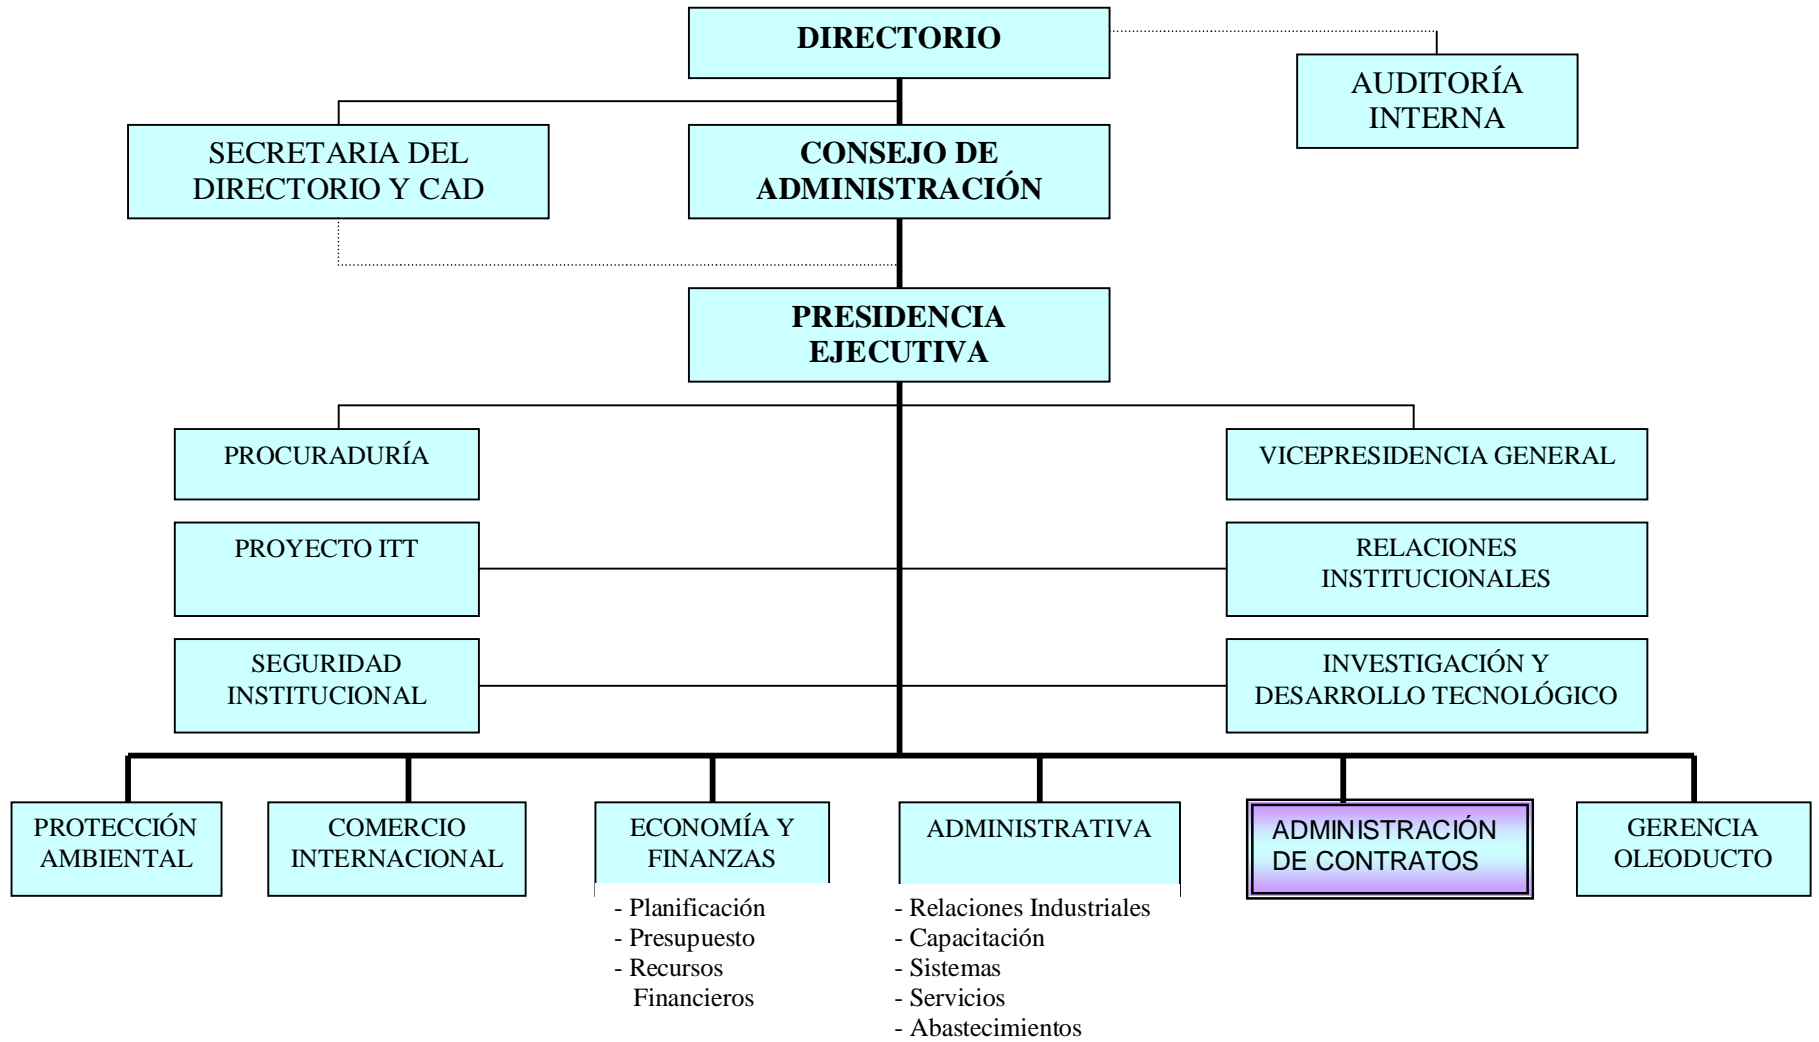 DIRECTORIO
AUDITORÍA
INTERNA
SECRETARIA DEL
DIRECTORIO Y CAD
CONSEJO DE
ADMINISTRACIÓN
PRESIDENCIA
EJECUTIVA
PROCURADURÍA
VICEPRESIDENCIA GENERAL
PROYECTO ITT
RELACIONES
INSTITUCIONALES
SEGURIDAD
INSTITUCIONAL
INVESTIGACIÓN Y
DESARROLLO TECNOLÓGICO
PROTECCIÓN
AMBIENTAL
COMERCIO
INTERNACIONAL
ECONOMÍA Y
FINANZAS
- Planificación
- Presupuesto
- Recursos
Financieros
ADMINISTRATIVA
- Relaciones Industriales
- Capacitación
- Sistemas
- Servicios
- Abastecimientos
ADMINISTRACIÓN
DE CONTRATOS
GERENCIA
OLEODUCTO